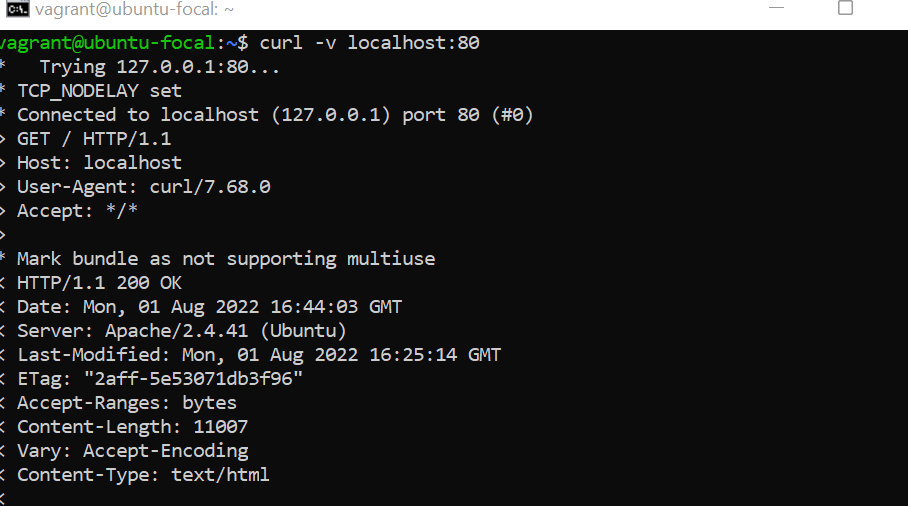 vagrant@ubuntu-focal: ~
vagrant@ubuntu-focal:~$ curl -v localhost:80
*   Trying 127.0.0.1:80...
* TCP_NODELAY set
* Connected to localhost (127.0.0.1) port 80 (#0)
> GET / HTTP/1.1
> Host: localhost
> User-Agent: curl/7.68.0
> Accept: */*
>
* Mark bundle as not supporting multiuse
< HTTP/1.1 200 OK
< Date: Mon, 01 Aug 2022 16:44:03 GMT
< Server: Apache/2.4.41 (Ubuntu)
< Last-Modified: Mon, 01 Aug 2022 16:25:14 GMT
< ETag: "2aff-5e53071db3f96"
< Accept-Ranges: bytes
< Content-Length: 11007
< Vary: Accept-Encoding
< Content-Type: text/html
<